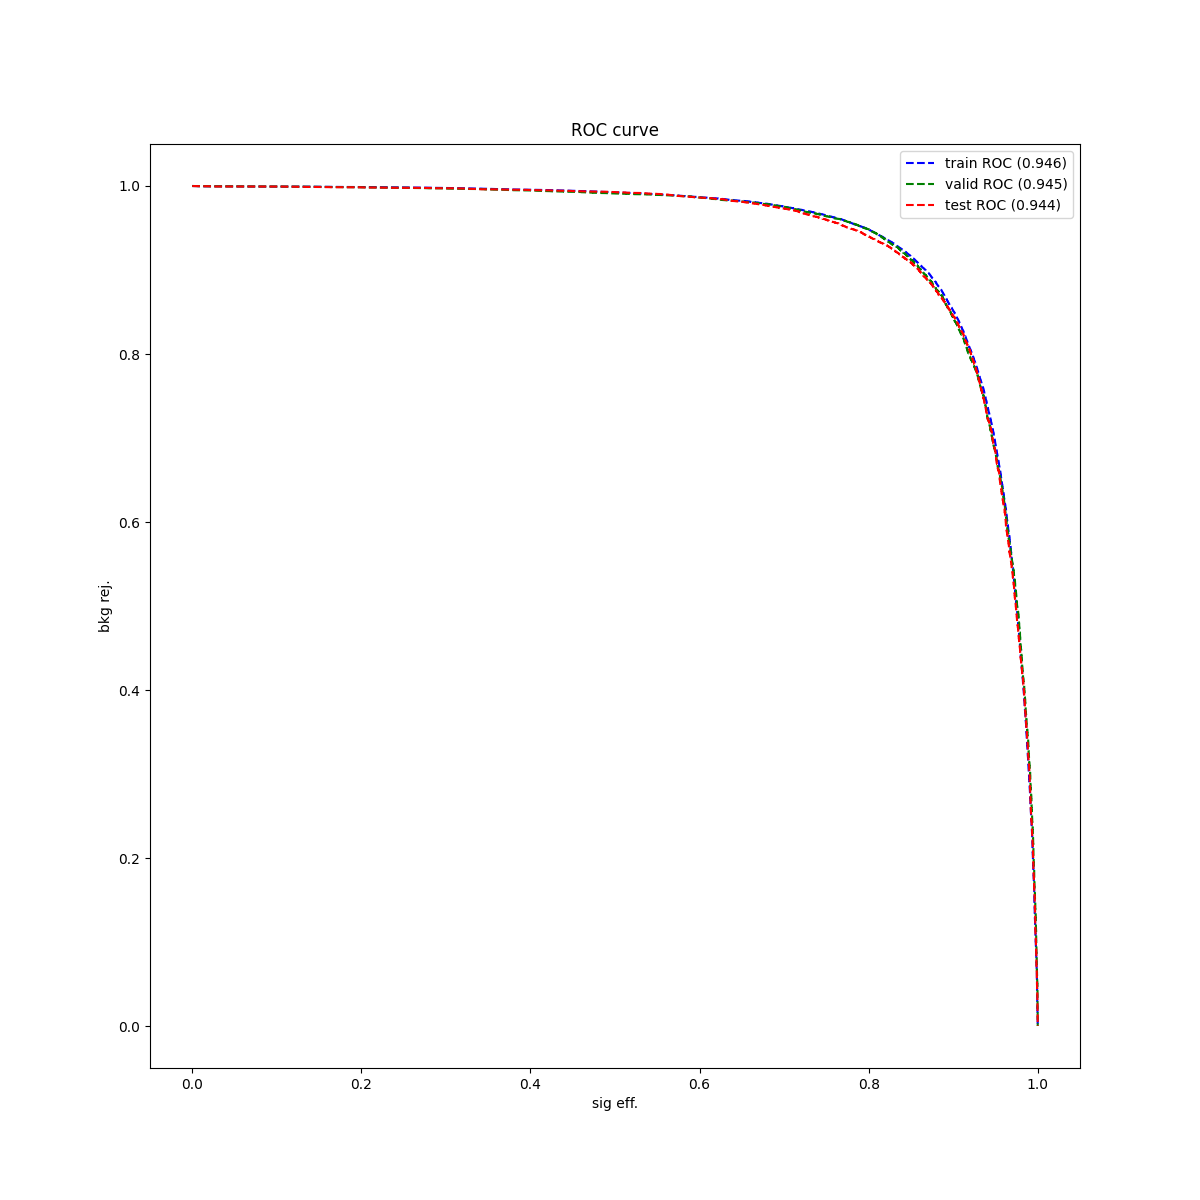 ROC curve
train ROC (0.946)
valid ROC (0.945)
test ROC (0.944)
1.0
0.8
0.6
0.4
0.2
0.0
bkg rej.
0.0 0.2 0.4 0.6 0.8 1.0
sig eff.